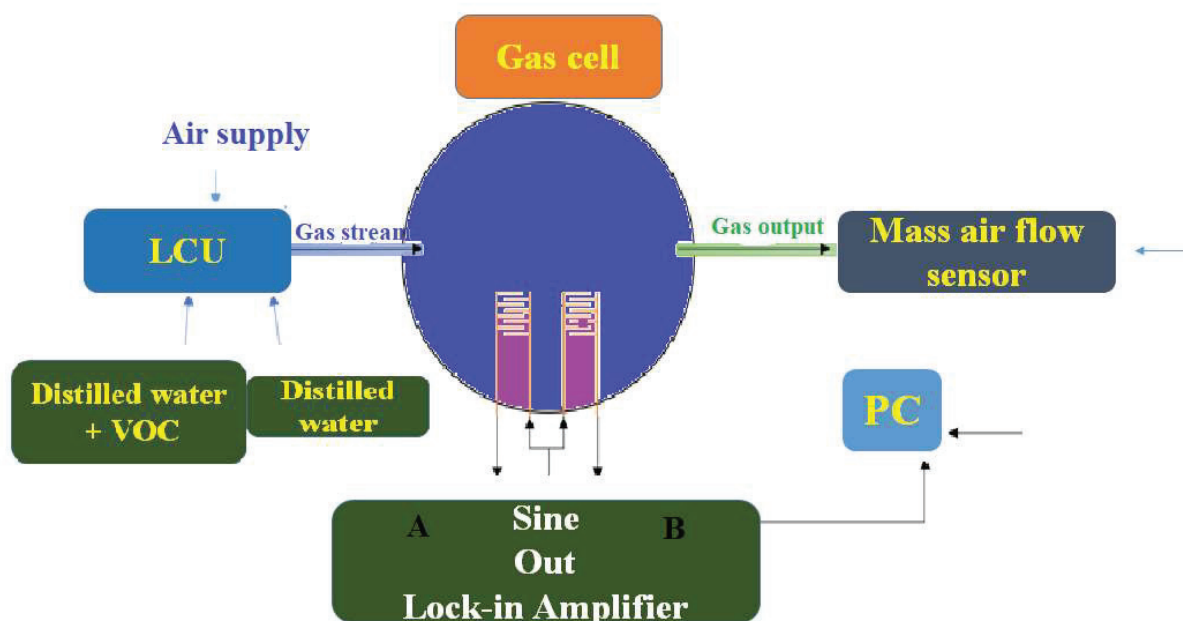 Gas cell
Air supply
LCU
Gas stream
Gas output
Mass air flow
sensor
Distilled water
+ VOC
Distilled
water
PC
A
B
Sine
Out
Lock-in Amplifier